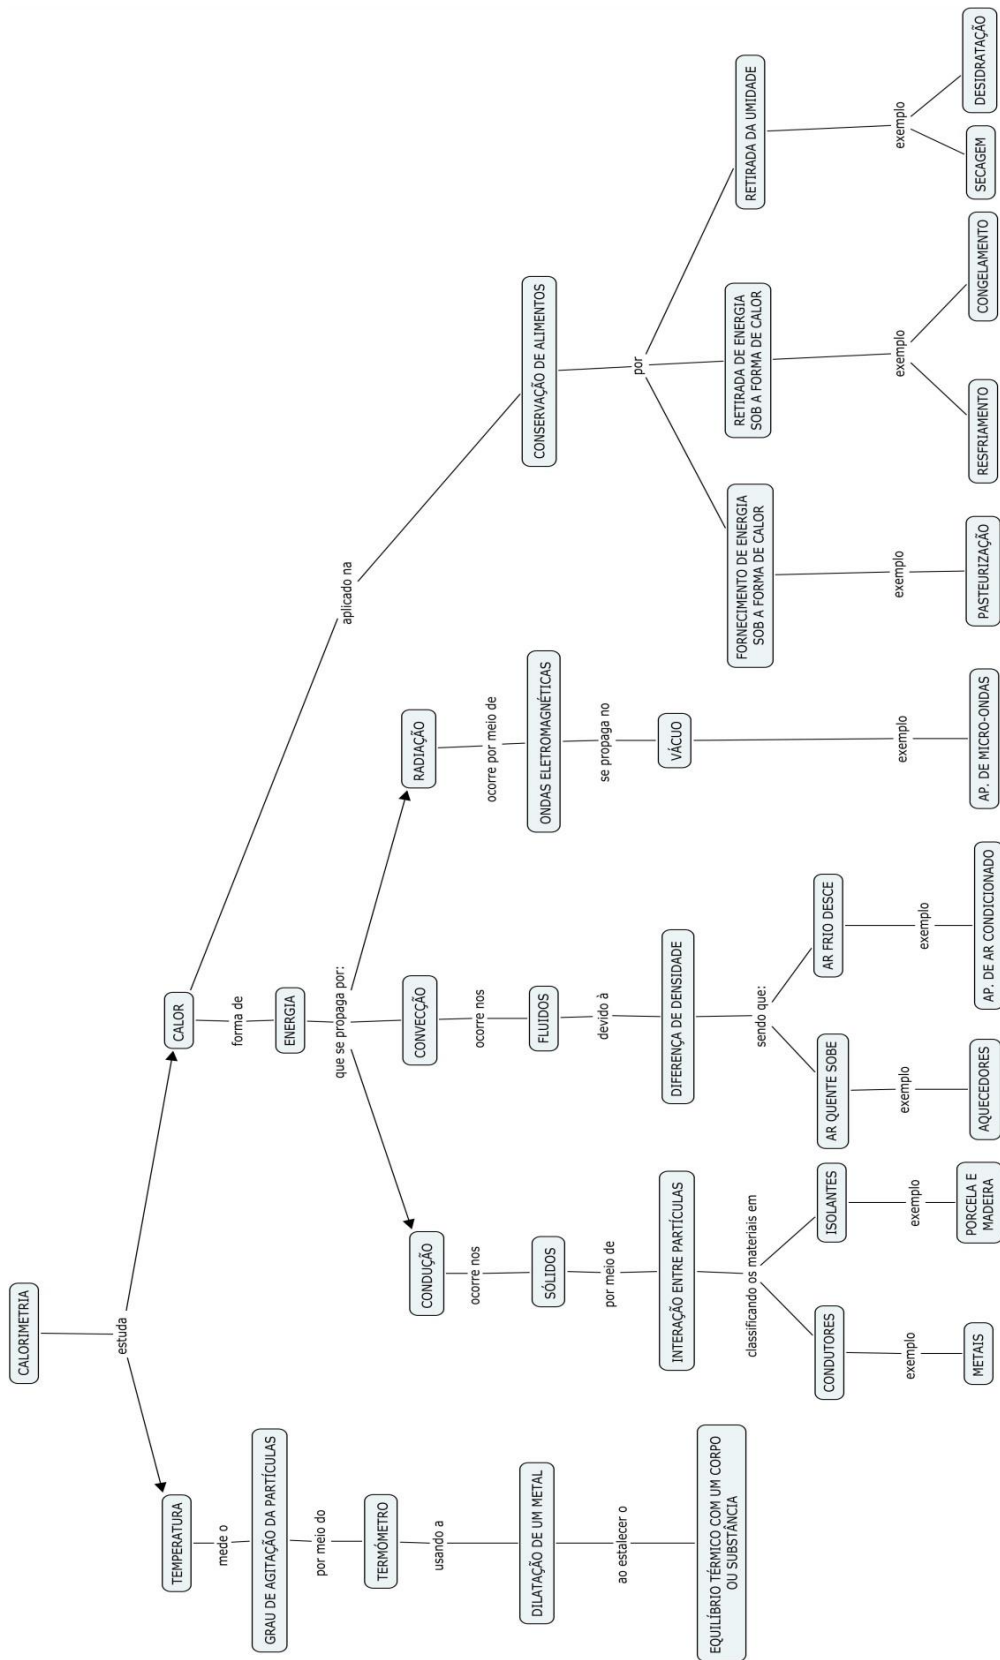 CALORIMETRIA
estuda
TEMPERATURA
mede o
GRAU DE AGITAÇÃO DA PARTÍCULAS
por meio do
TERMÓMETRO
usando a
DILATAÇÃO DE UM METAL
ao estalecer o
EQUILÍBRIO TÉRMICO COM UM CORPO
OU SUBSTÂNCIA
CALOR
forma de
ENERGIA
que se propaga por:
CONDUÇÃO
ocorre nos
SÓLIDOS
por meio de
INTERAÇÃO ENTRE PARTÍCULAS
classificando os materiais em
CONDUTORES
exemplo
METAIS
ISOLANTES
exemplo
PORCELA E
MADEIRA
CONVECÇÃO
ocorre nos
FLUIDOS
devido à
DIFERENÇA DE DENSIDADE
sendo que:
AR QUENTE SOBE
exemplo
AQUECEDORES
AR FRIO DESCE
exemplo
AP. DE AR CONDICIONADO
RADIAÇÃO
ocorre por meio de
ONDAS ELETROMAGNÉTICAS
se propaga no
VÁCUO
exemplo
AP. DE MICRO-ONDAS
aplicado na
CONSERVAÇÃO DE ALIMENTOS
por
FORNECIMENTO DE ENERGIA
SOB A FORMA DE CALOR
exemplo
PASTEURIZAÇÃO
RETIRADA DE ENERGIA
SOB A FORMA DE CALOR
exemplo
RESFRIAMENTO
CONGELAMENTO
RETIRADA DA UMIDADE
exemplo
SECAGEM
DESIDRATAÇÃO